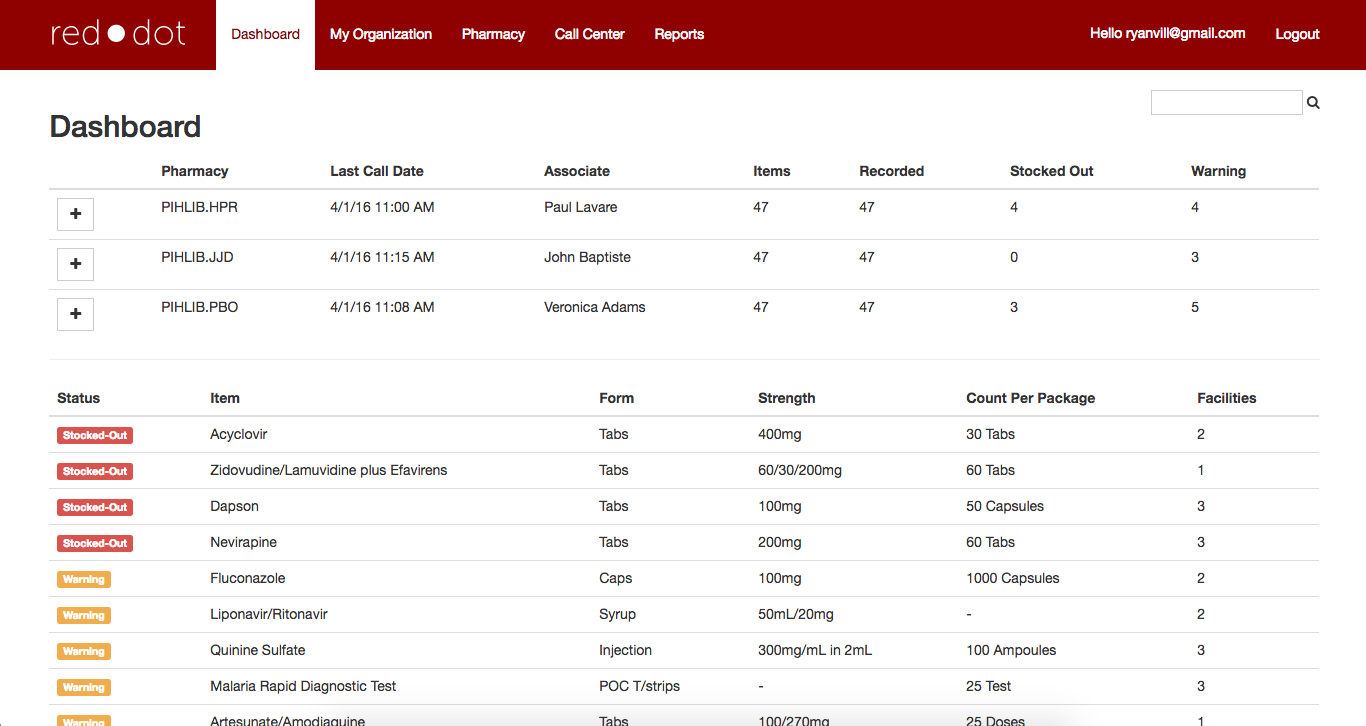 red dot Dashboard My Organization Pharmacy Call Center Reports Hello ryanvill@gmail.com Logout
Dashboard
Pharmacy Last Call Date Associate Items Recorded Stocked Out Warning
+ PIHLIB.HPR 4/1/16 11:00 AM Paul Lavare 47 47 4 4
+ PIHLIB.JJD 4/1/16 11:15 AM John Baptiste 47 47 0 3
+ PIHLIB.PBO 4/1/16 11:08 AM Veronica Adams 47 47 3 5
Status Item Form Strength Count Per Package Facilities
Stocked-Out Acyclovir Tabs 400mg 30 Tabs 2
Stocked-Out Zidovudine/Lamuvidine plus Efavirens Tabs 60/30/200mg 60 Tabs 1
Stocked-Out Dapson Tabs 100mg 50 Capsules 3
Stocked-Out Nevirapine Tabs 200mg 60 Tabs 3
Warning Fluconazole Caps 100mg 1000 Capsules 2
Warning Liponavir/Ritonavir Syrup 50mL/20mg - 2
Warning Quinine Sulfate Injection 300mg/mL in 2mL 100 Ampoules 3
Warning Malaria Rapid Diagnostic Test POC T/strips - 25 Test 3
Warning Artesunate/Amodiaquine Tabs 100/270mg 25 Doses 1